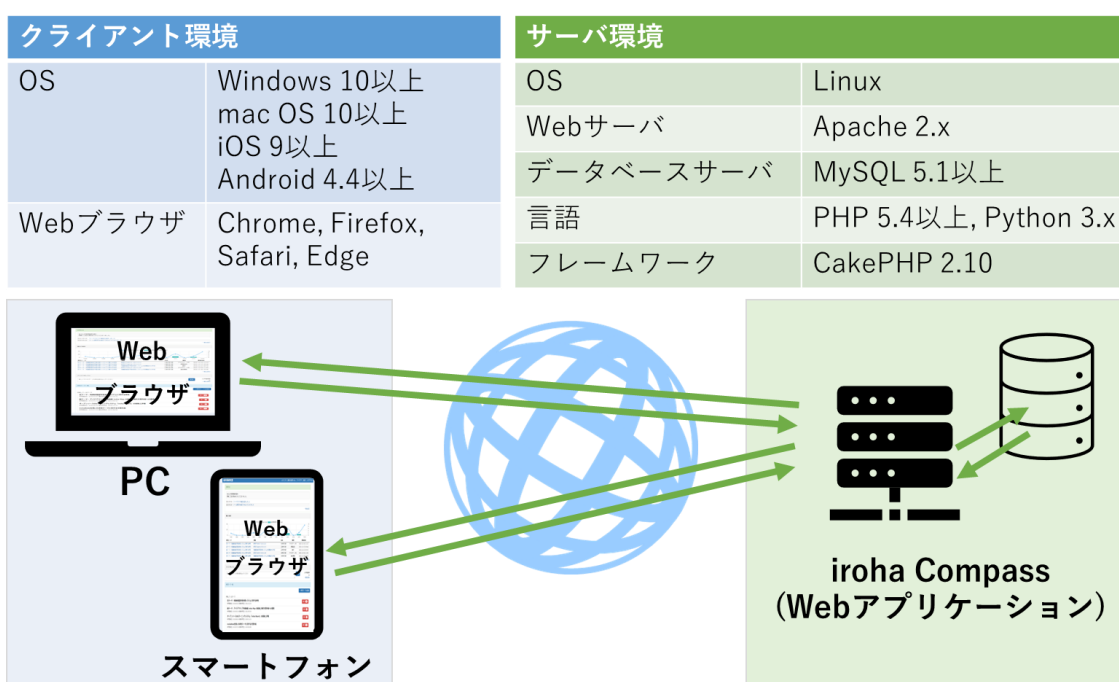 クライアント環境
OS
Windows 10以上
mac OS 10以上
iOS 9以上
Android 4.4以上
Webブラウザ
Chrome, Firefox,
Safari, Edge
サーバ環境
OS
Linux
Webサーバ
Apache 2.x
データベースサーバ
MySQL 5.1以上
言語
PHP 5.4以上, Python 3.x
フレームワーク
CakePHP 2.10
Web
ブラウザ
PC
Web
ブラウザ
スマートフォン
iroha Compass
(Webアプリケーション)